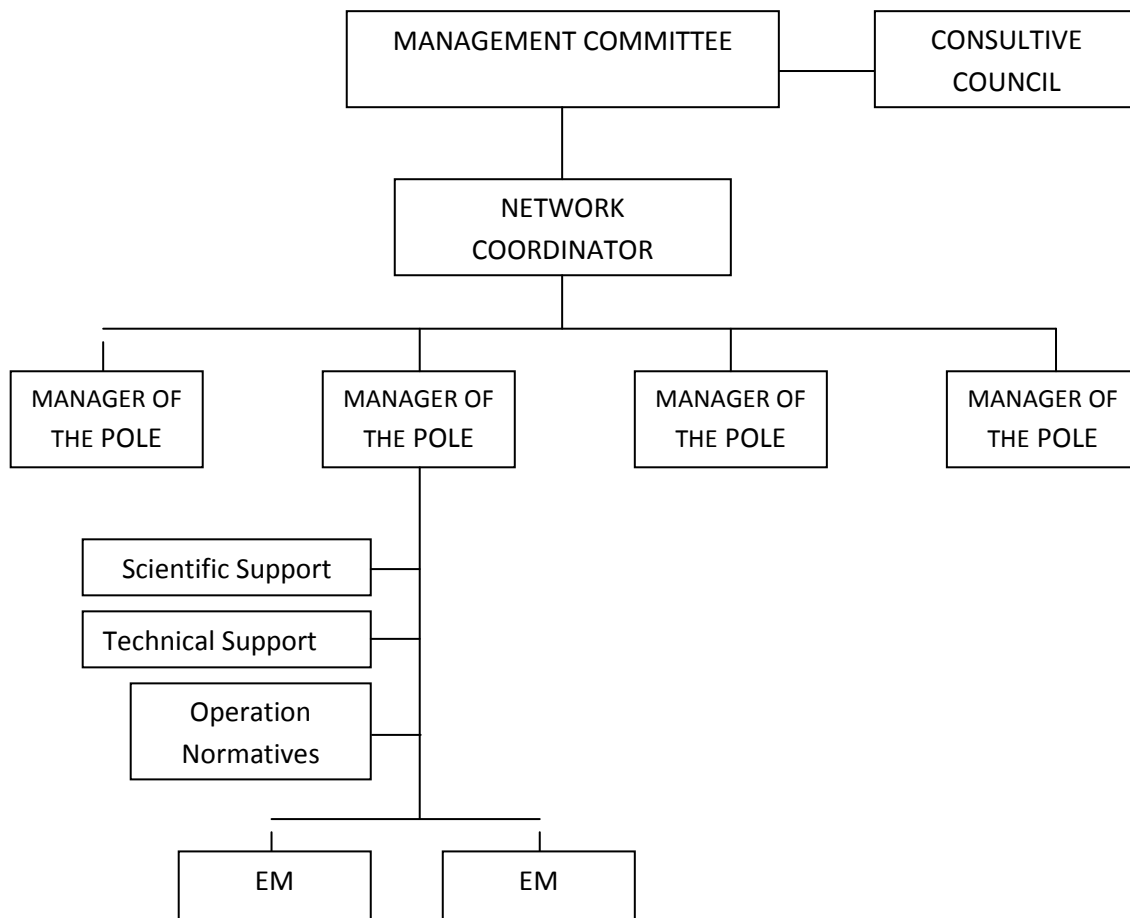 MANAGEMENT COMMITTEE
CONSULTIVE
COUNCIL
NETWORK
COORDINATOR
MANAGER OF
THE POLE
MANAGER OF
THE POLE
MANAGER OF
THE POLE
MANAGER OF
THE POLE
Scientific Support
Technical Support
Operation
Normatives
EM
EM